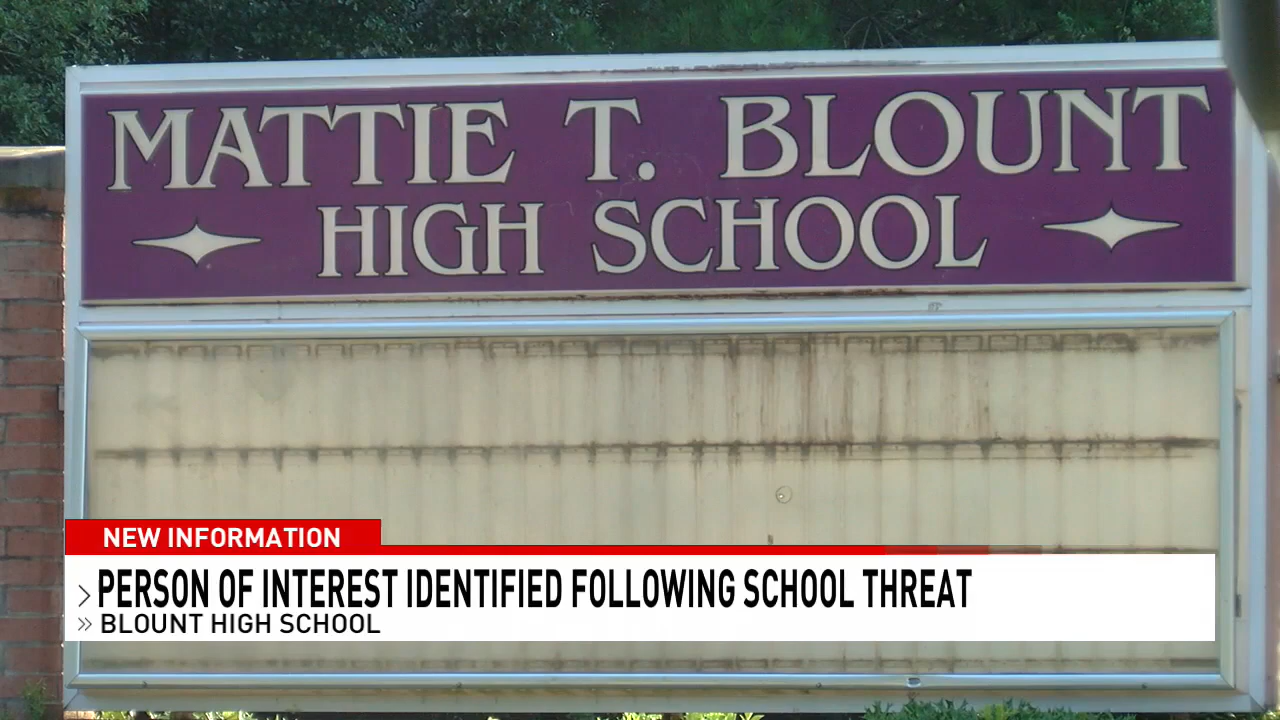 MATTIE T. BLOUNT
HIGH SCHOOL
NEW INFORMATION
> PERSON OF INTEREST IDENTIFIED FOLLOWING SCHOOL THREAT
» BLOUNT HIGH SCHOOL